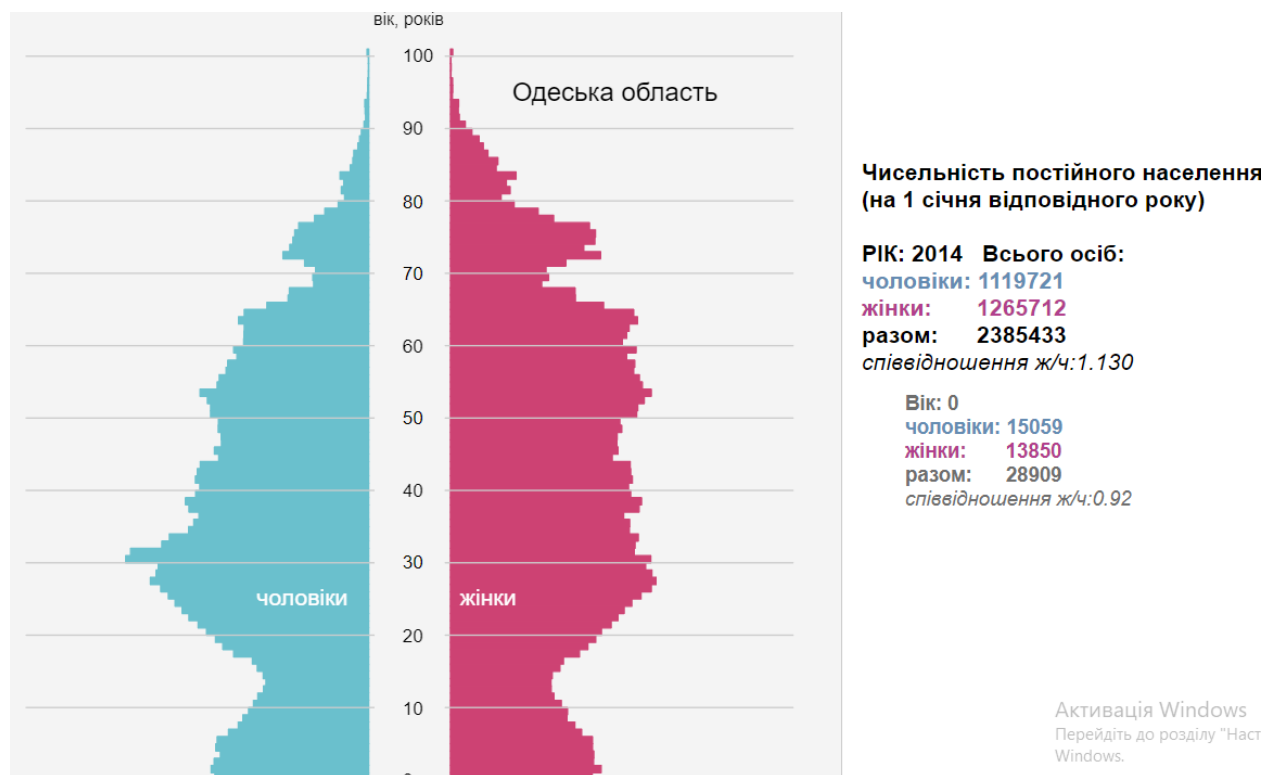 вік, років
100
Одеська область
90
80
70
60
50
40
30
чоловіки
жінки
20
10
Чисельність постійного населення
(на 1 січня відповідного року)
РІК: 2014 Всього осіб:
чоловіки: 1119721
жінки: 1265712
разом: 2385433
співвідношення ж/ч:1.130
Вік: 0
чоловіки: 15059
жінки: 13850
разом: 28909
співвідношення ж/ч:0.92
Активація Windows
Перейдіть до розділу "Наст
Windows.